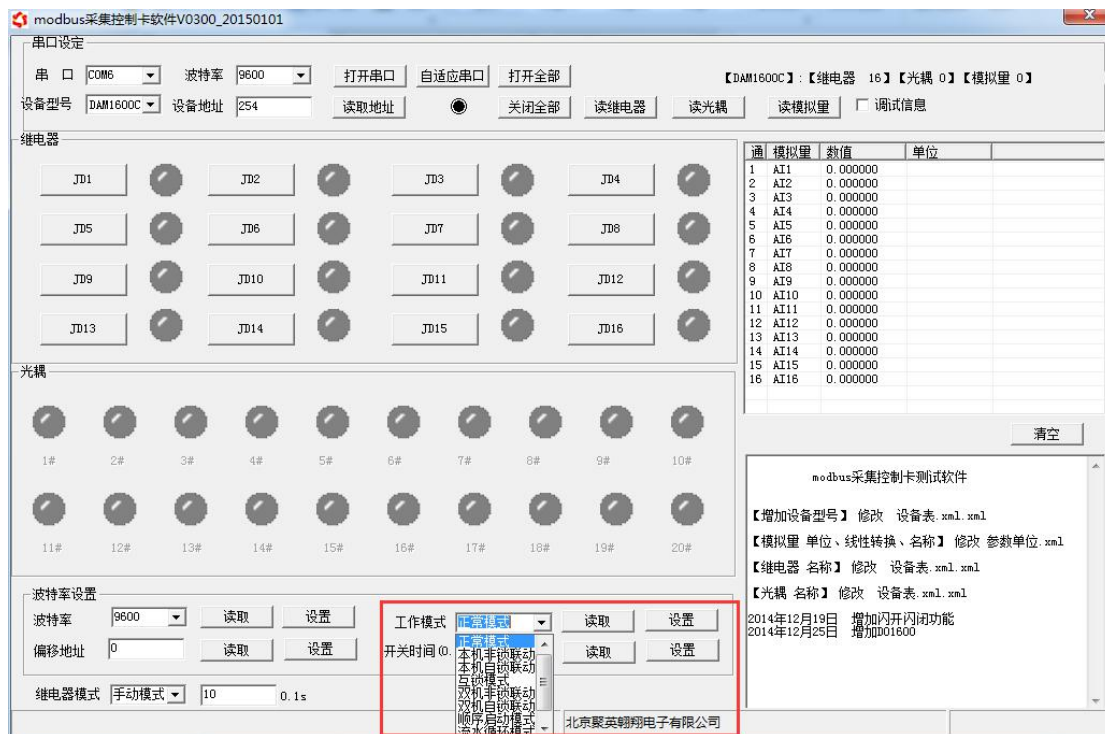 modbus采集控制卡软件V0300_20150101
串口设定
串 口 COM6 波特率 9600 打开串口 自适应串口 打开全部 【DAM1600C】:【继电器 16】【光耦 0】【模拟量 0】
设备型号 DAM1600C 设备地址 254 读取地址 关闭全部 读继电器 读光耦 读模拟量 调试信息
继电器
JD1 JD2 JD3 JD4
JD5 JD6 JD7 JD8
JD9 JD10 JD11 JD12
JD13 JD14 JD15 JD16
通 模拟量 数值 单位
1 AI1 0.000000
2 AI2 0.000000
3 AI3 0.000000
4 AI4 0.000000
5 AI5 0.000000
6 AI6 0.000000
7 AI7 0.000000
8 AI8 0.000000
9 AI9 0.000000
10 AI10 0.000000
11 AI11 0.000000
12 AI12 0.000000
13 AI13 0.000000
14 AI14 0.000000
15 AI15 0.000000
16 AI16 0.000000
清空
光耦
1# 2# 3# 4# 5# 6# 7# 8# 9# 10#
11# 12# 13# 14# 15# 16# 17# 18# 19# 20#
modbus采集控制卡测试软件
【增加设备型号】 修改 设备表.xml.xml
【模拟量 单位、线性转换、名称】 修改 参数单位.xml
【继电器 名称】 修改 设备表.xml.xml
【光耦 名称】 修改 设备表.xml.xml
2014年12月19日 增加闪开闪闭功能
2014年12月25日 增加DO1600
波特率设置
波特率 9600 读取 设置
偏移地址 0 读取 设置
继电器模式 手动模式 10 0.1s
工作模式 正常模式 读取 设置
开关时间(0. 读取 设置
正常模式
本机非锁联动
本机自锁联动
互锁模式
双机非锁联动
双机自锁联动
顺序启动模式
流水循环模式
北京聚英翱翔电子有限公司